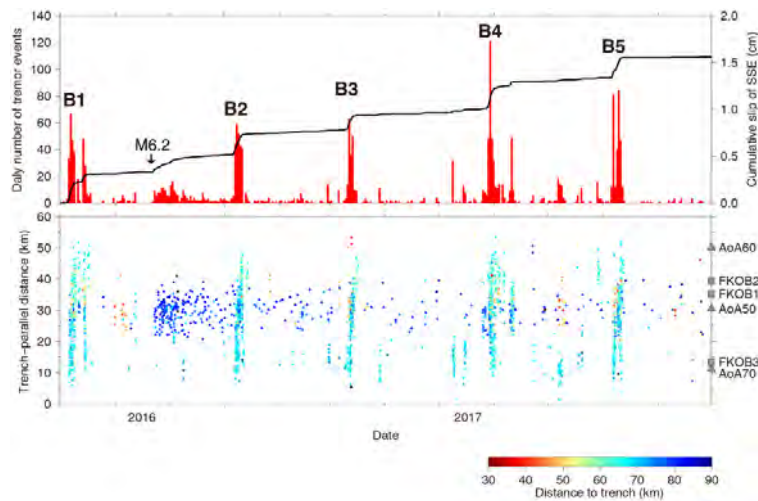 140
120
100
80
60
40
20
0
Daly number of tremor events
B1
B2
B3
B4
B5
M6.2
2.0
1.5
1.0
0.5
0.0
Cumulative slip of SSE (cm)
60
50
40
30
20
10
0
Trench-parallel distance (km)
AoA60
FKOB2
FKOB1
AoA50
FKOB3
AoA70
2016
2017
Date
30 40 50 60 70 80 90
Distance to trench (km)